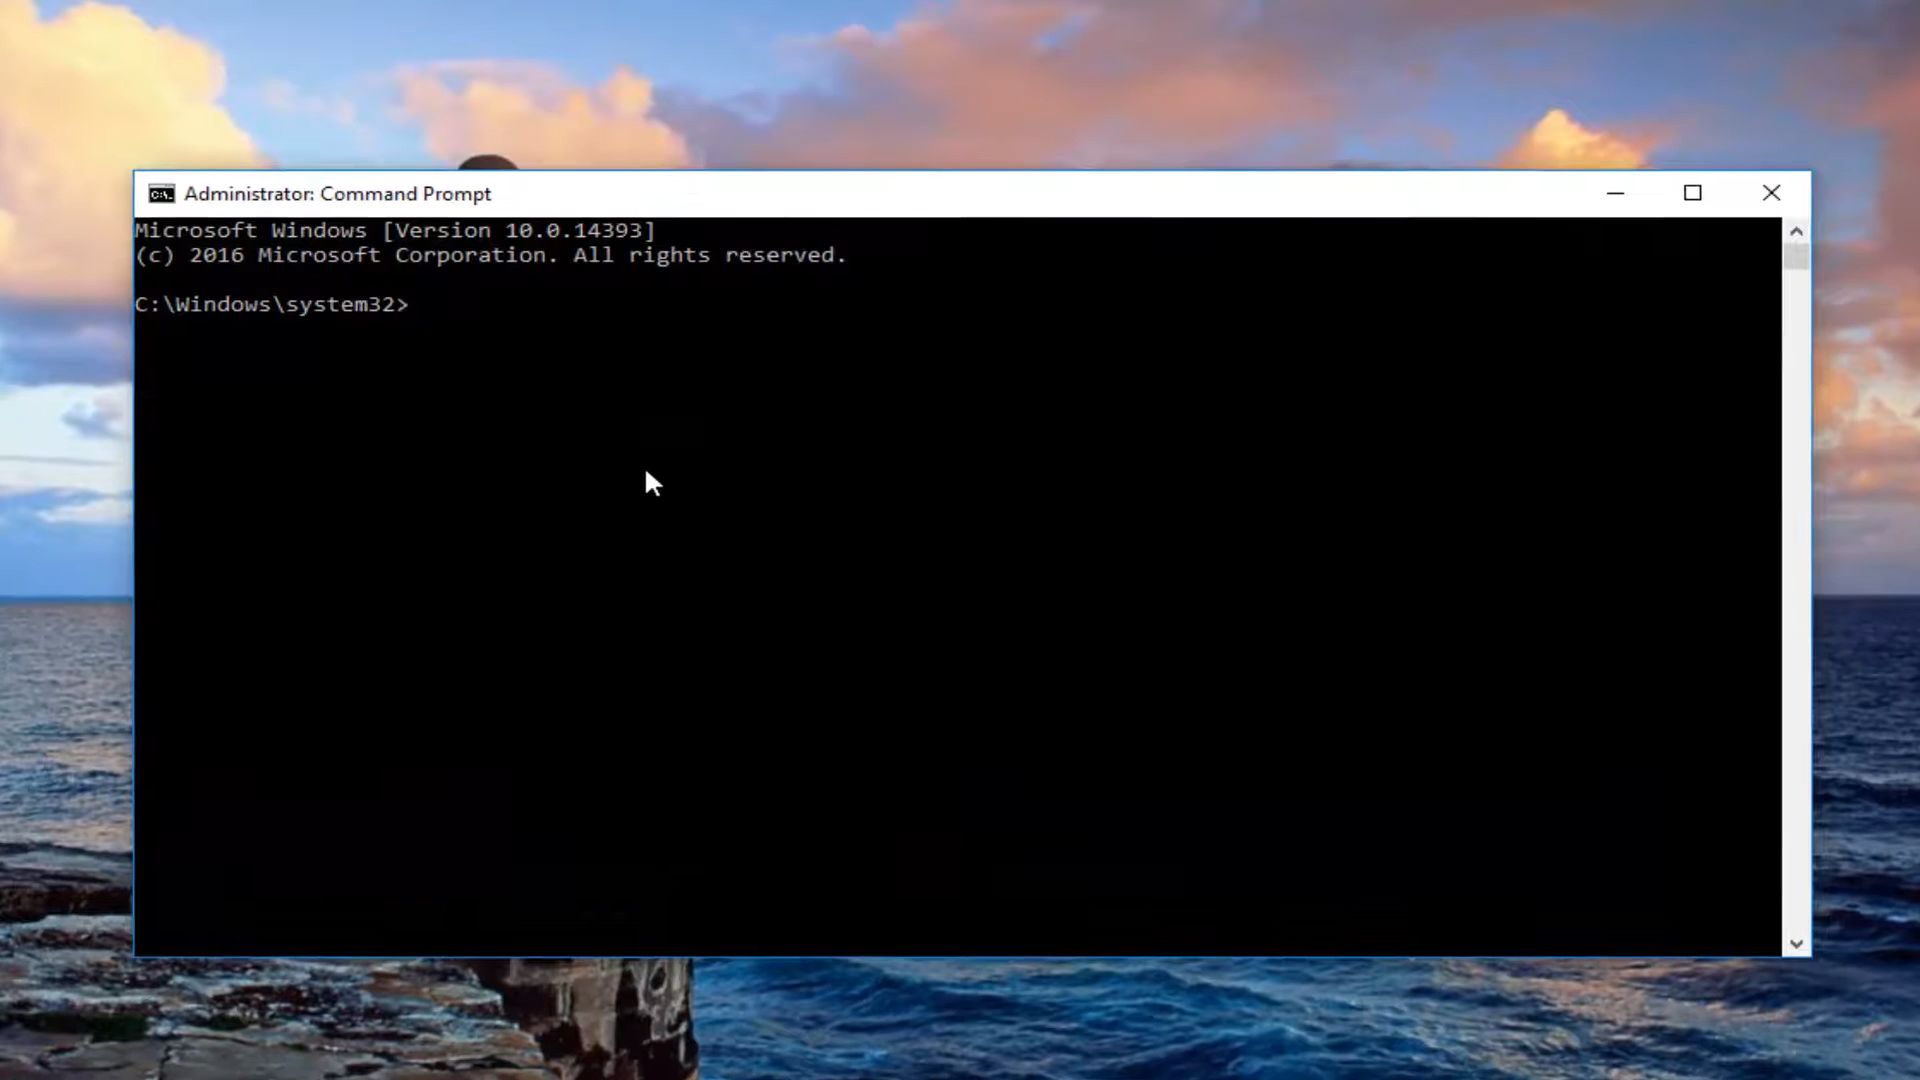 Administrator: Command Prompt
Microsoft Windows [Version 10.0.14393]
(c) 2016 Microsoft Corporation. All rights reserved.
C:\Windows\system32>